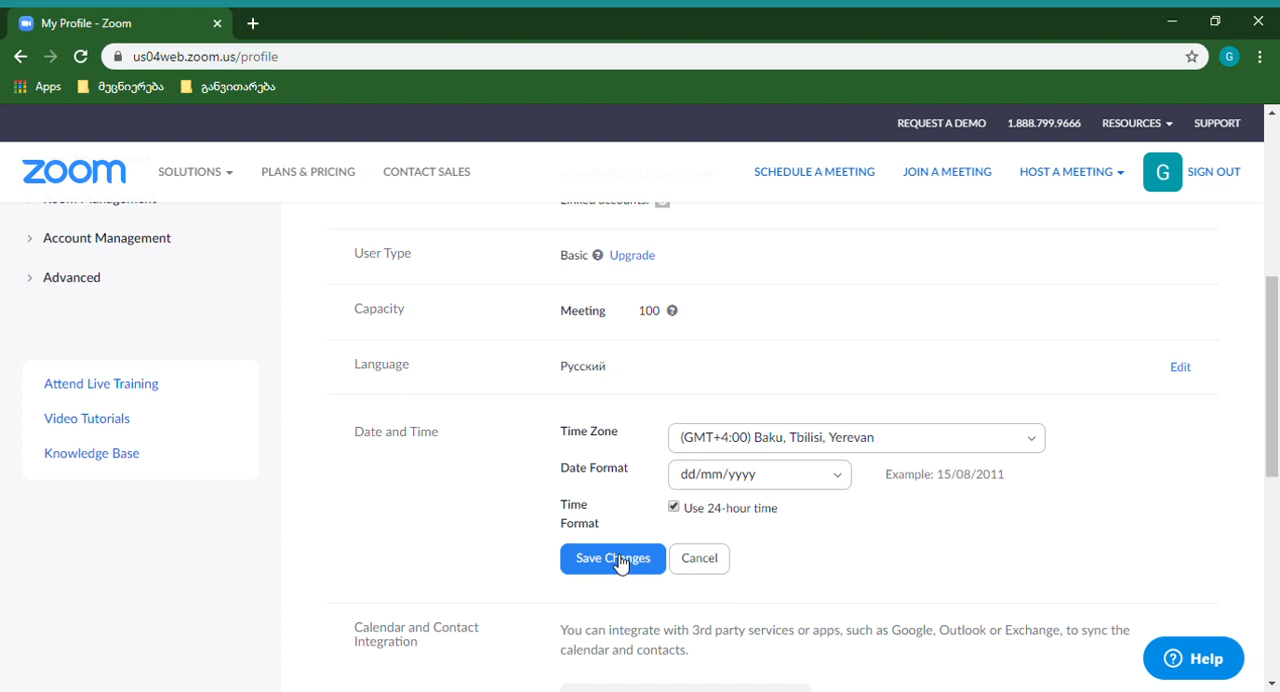 My Profile - Zoom
us04web.zoom.us/profile
G
Apps მეცნიერება განვითარება
REQUEST A DEMO 1.888.799.9666 RESOURCES SUPPORT
zoom SOLUTIONS PLANS & PRICING CONTACT SALES SCHEDULE A MEETING JOIN A MEETING HOST A MEETING G SIGN OUT
Room Management
Linked accounts:
Account Management
Advanced
User Type Basic Upgrade
Capacity Meeting 100
Language Русский Edit
Attend Live Training
Video Tutorials
Knowledge Base
Date and Time Time Zone (GMT+4:00) Baku, Tbilisi, Yerevan
Date Format dd/mm/yyyy Example: 15/08/2011
Time
Format
Use 24-hour time
Save Changes Cancel
Calendar and Contact
Integration
You can integrate with 3rd party services or apps, such as Google, Outlook or Exchange, to sync the
calendar and contacts.
Help